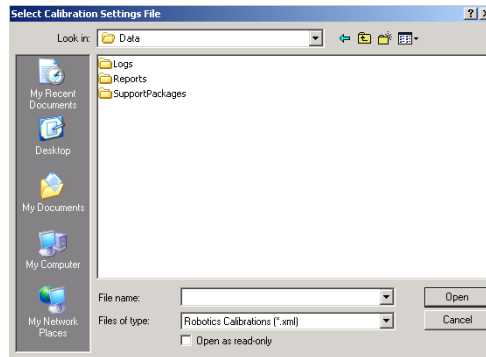 Select Calibration Settings File
Look in: Data
Logs
Reports
SupportPackages
My Recent
Documents
Desktop
My Documents
My Computer
My Network
Places
File name:
Open
Files of type: Robotics Calibrations (*.xml)
Cancel
Open as read-only